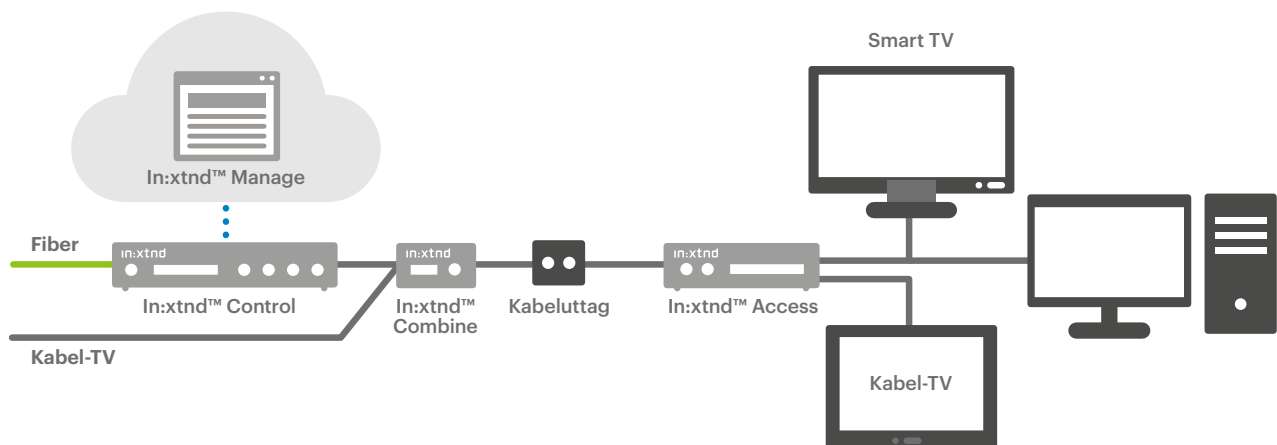 Smart TV
In:xtnd™ Manage
Fiber
in:xtnd
in:xtnd
in:xtnd
In:xtnd™ Control
In:xtnd™
Combine
Kabeluttag
In:xtnd™ Access
Kabel-TV
Kabel-TV